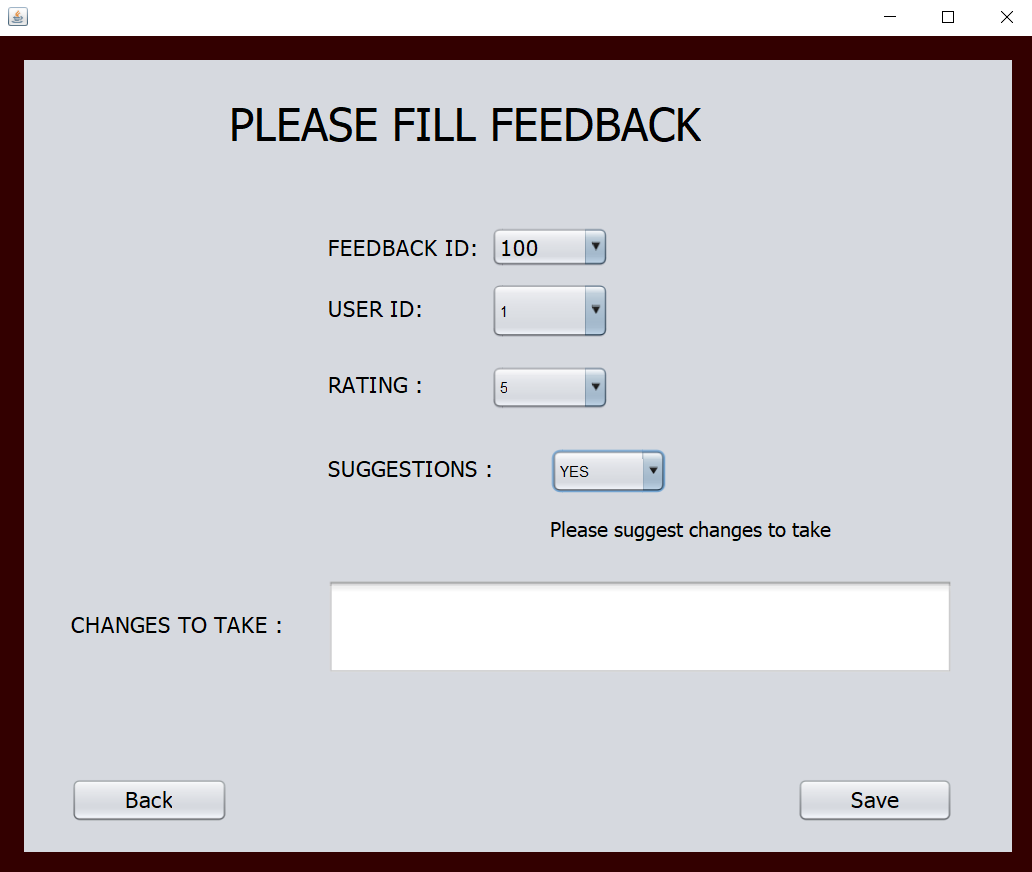 PLEASE FILL FEEDBACK
FEEDBACK ID: 100
USER ID: 1
RATING : 5
SUGGESTIONS : YES
Please suggest changes to take
CHANGES TO TAKE :
Back Save